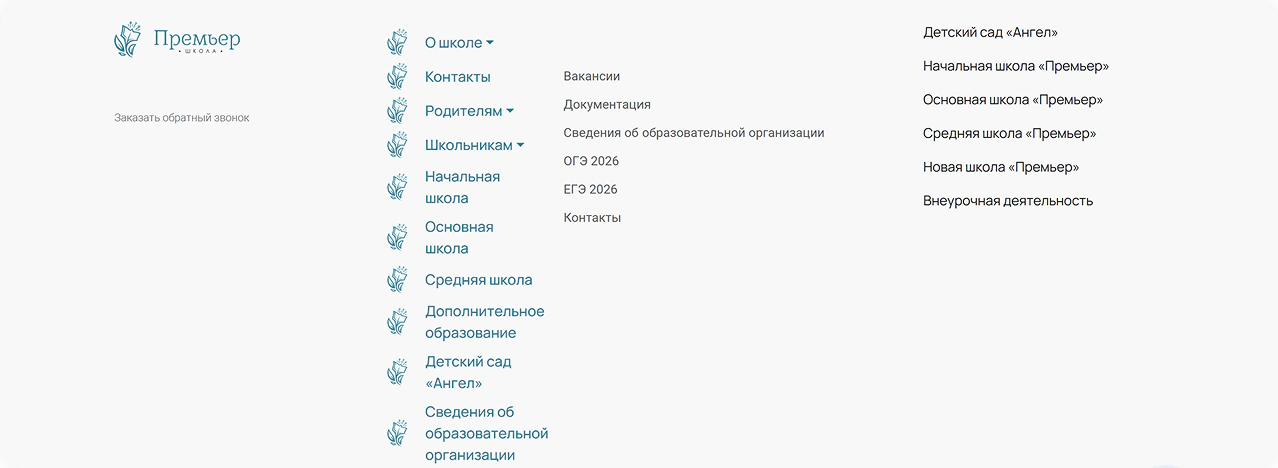 Премьер
• ШКОЛА •
Заказать обратный звонок
О школе
Контакты
Родителям
Школьникам
Начальная
школа
Основная
школа
Средняя школа
Дополнительное
образование
Детский сад
«Ангел»
Сведения об
образовательной
организации
Вакансии
Документация
Сведения об образовательной организации
ОГЭ 2026
ЕГЭ 2026
Контакты
Детский сад «Ангел»
Начальная школа «Премьер»
Основная школа «Премьер»
Средняя школа «Премьер»
Новая школа «Премьер»
Внеурочная деятельность